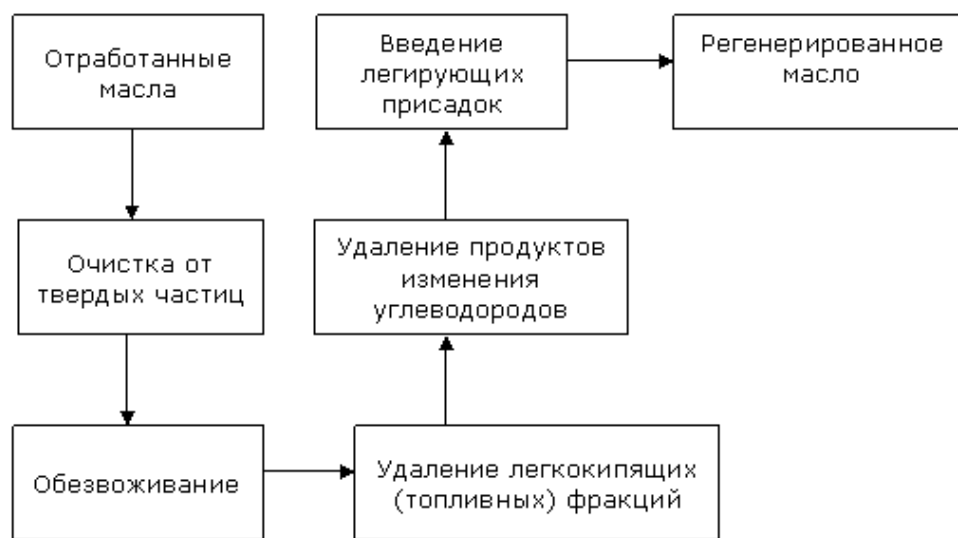 Отработанные
масла
Очистка от
твердых частиц
Обезвоживание
Удаление легкокипящих
(топливных) фракций
Удаление продуктов
изменения
углеводородов
Введение
легирующих
присадок
Регенерированное
масло